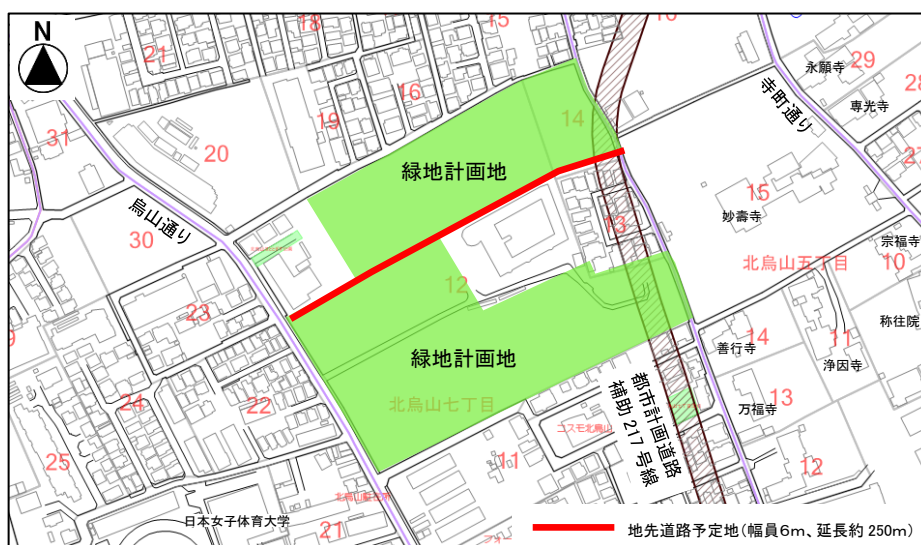 N
18
15
16
21
永願寺
29
28
専光寺
寺町通り
16
14
31
20
19
緑地計画地
27
烏山通り
30
15
妙壽寺
13
宗福寺
10
北烏山五丁目
12
23
称往院
緑地計画地
14
11
善行寺
浄因寺
北烏山七丁目
24
22
都市計画道路
補助217号線
万福寺
13
コスモ北烏山
25
11
12
日本女子体育大学
21
地先道路予定地(幅員6m、延長約250m)